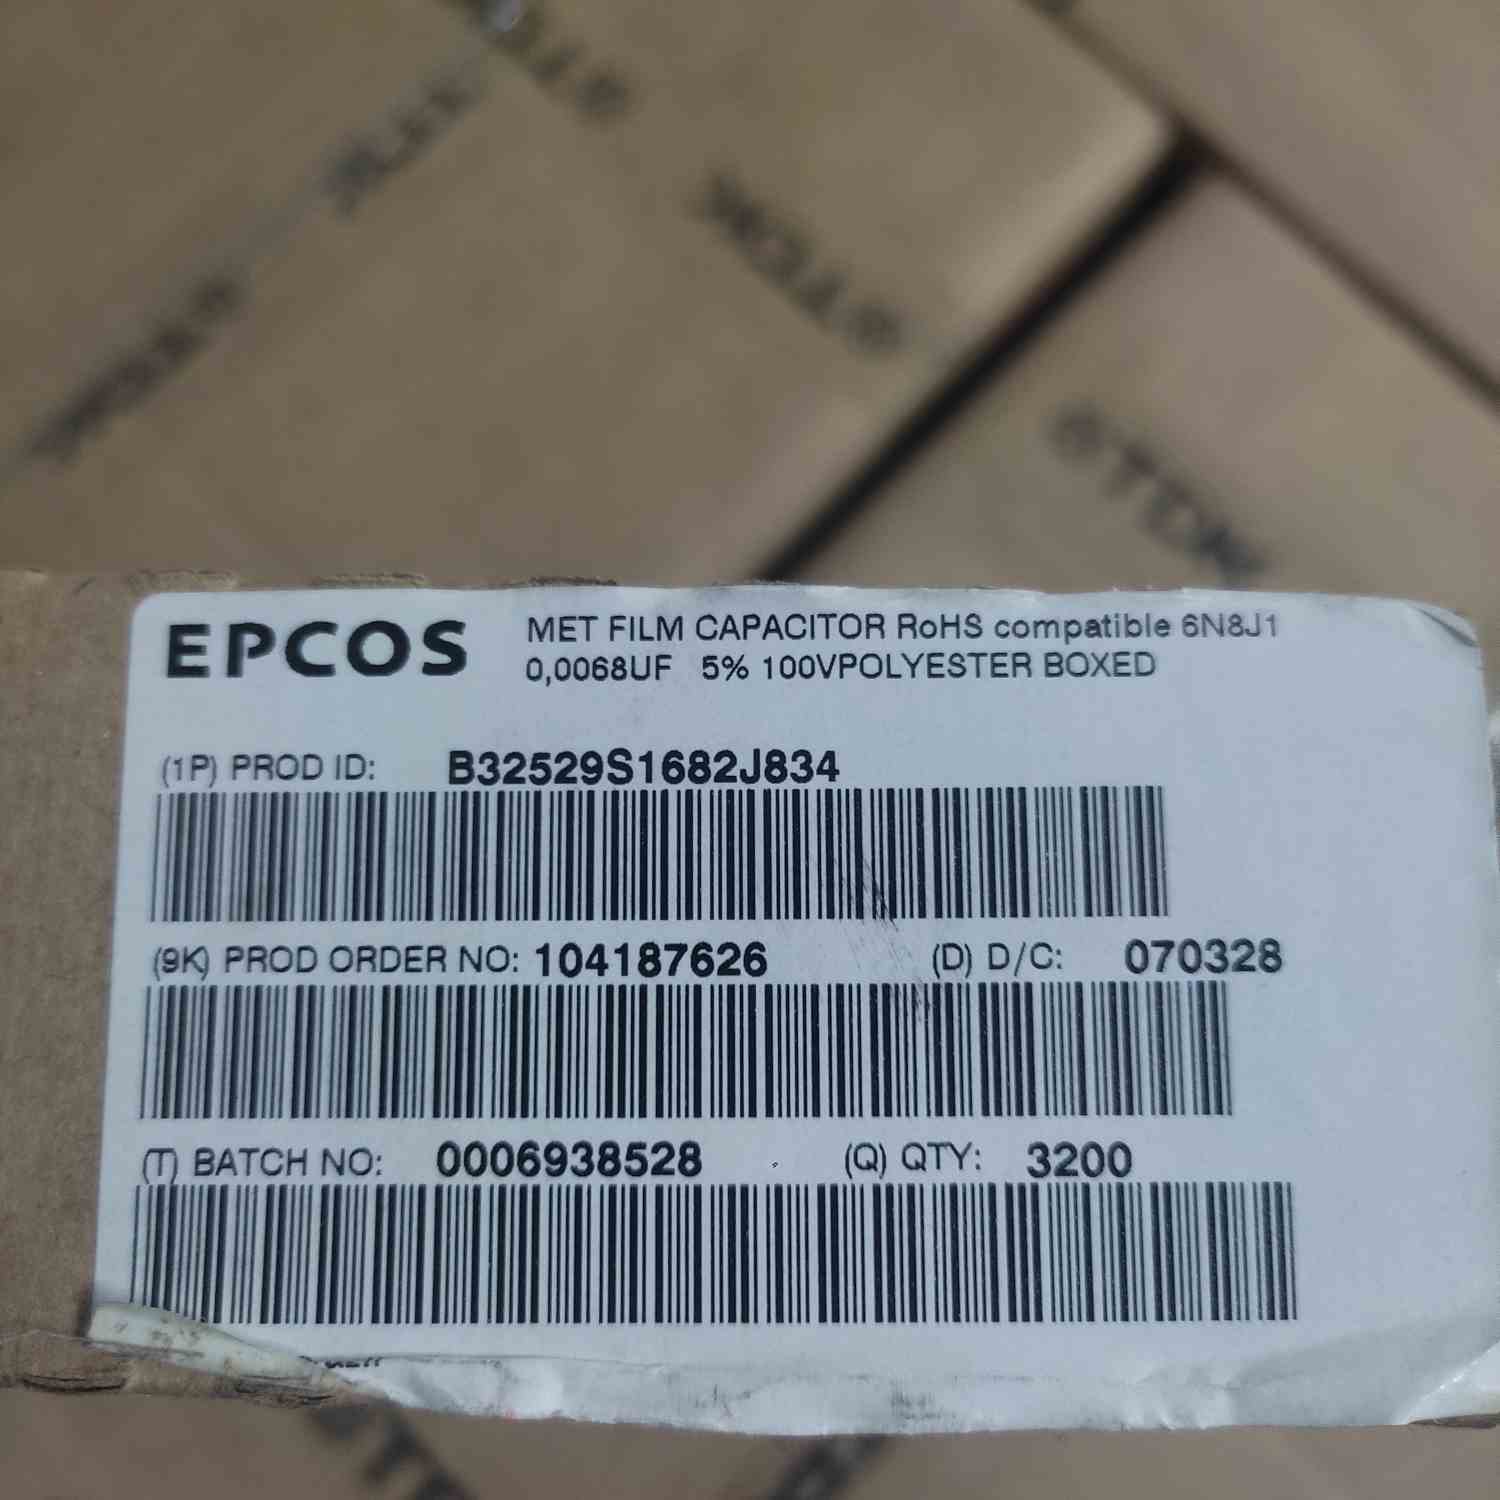 TDK
EPCOS
MET FILM CAPACITOR RoHS compatible 6N8J1
0,0068UF 5% 100VPOLYESTER BOXED
(1P) PROD ID: B32529S1682J834
(9K) PROD ORDER NO: 104187626 (D) D/C: 070328
(T) BATCH NO: 0006938528 (Q) QTY: 3200